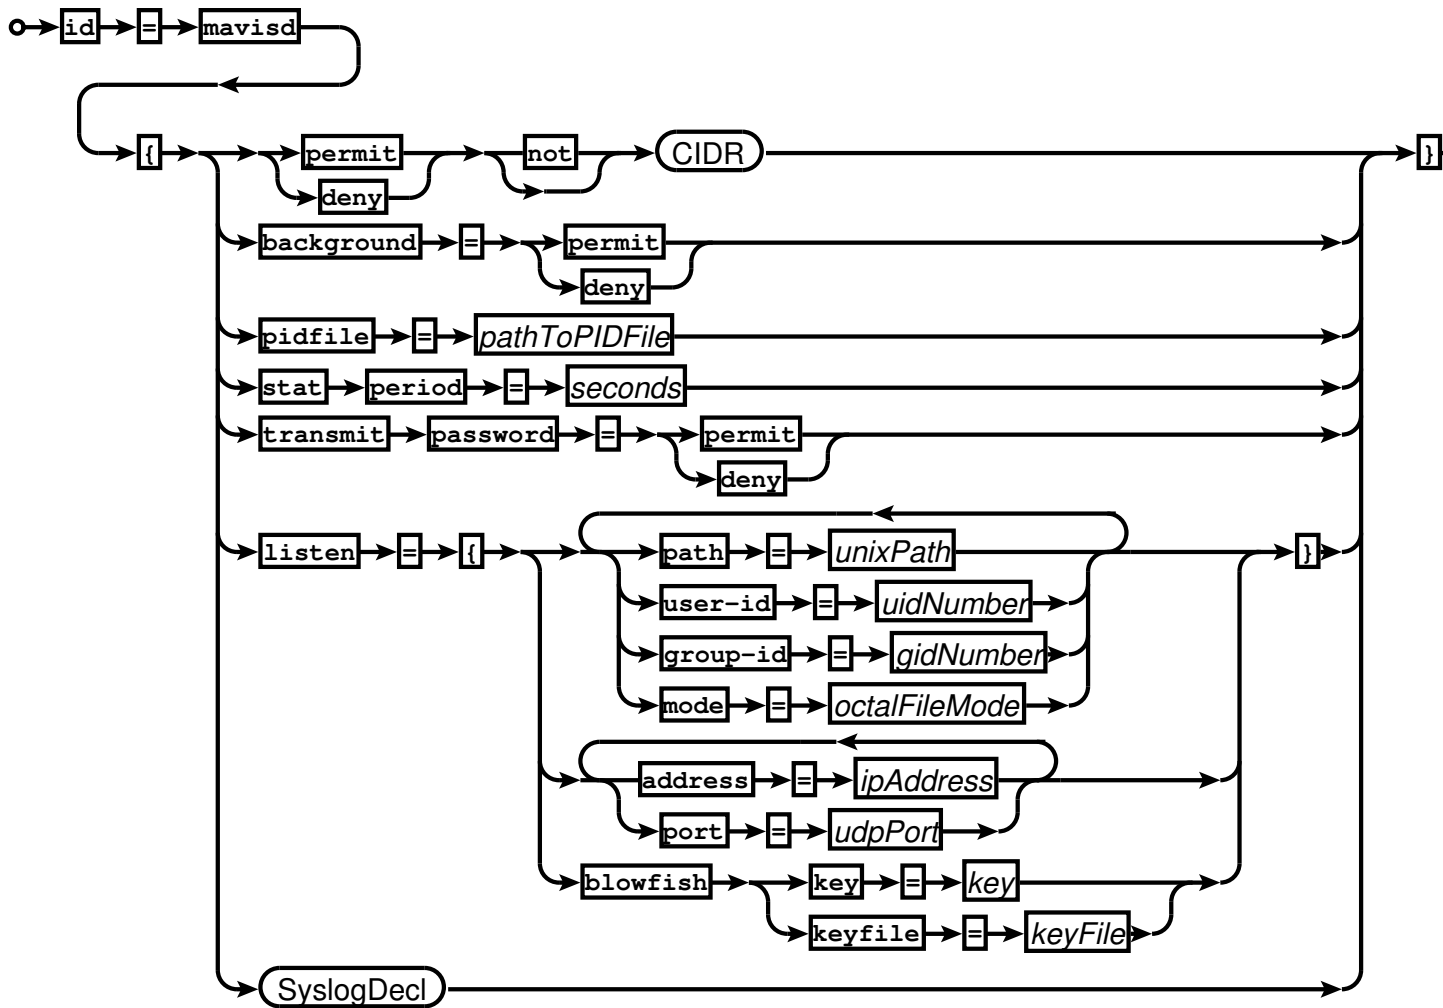 id = mavisd
{ permit not CIDR }
deny
background = permit
deny
pidfile = pathToPIDFile
stat period = seconds
transmit password = permit
deny
listen = { path = unixPath }
user-id = uidNumber
group-id = gidNumber
mode = octalFileMode
address = ipAddress
port = udpPort
blowfish key = key
keyfile = keyFile
SyslogDecl